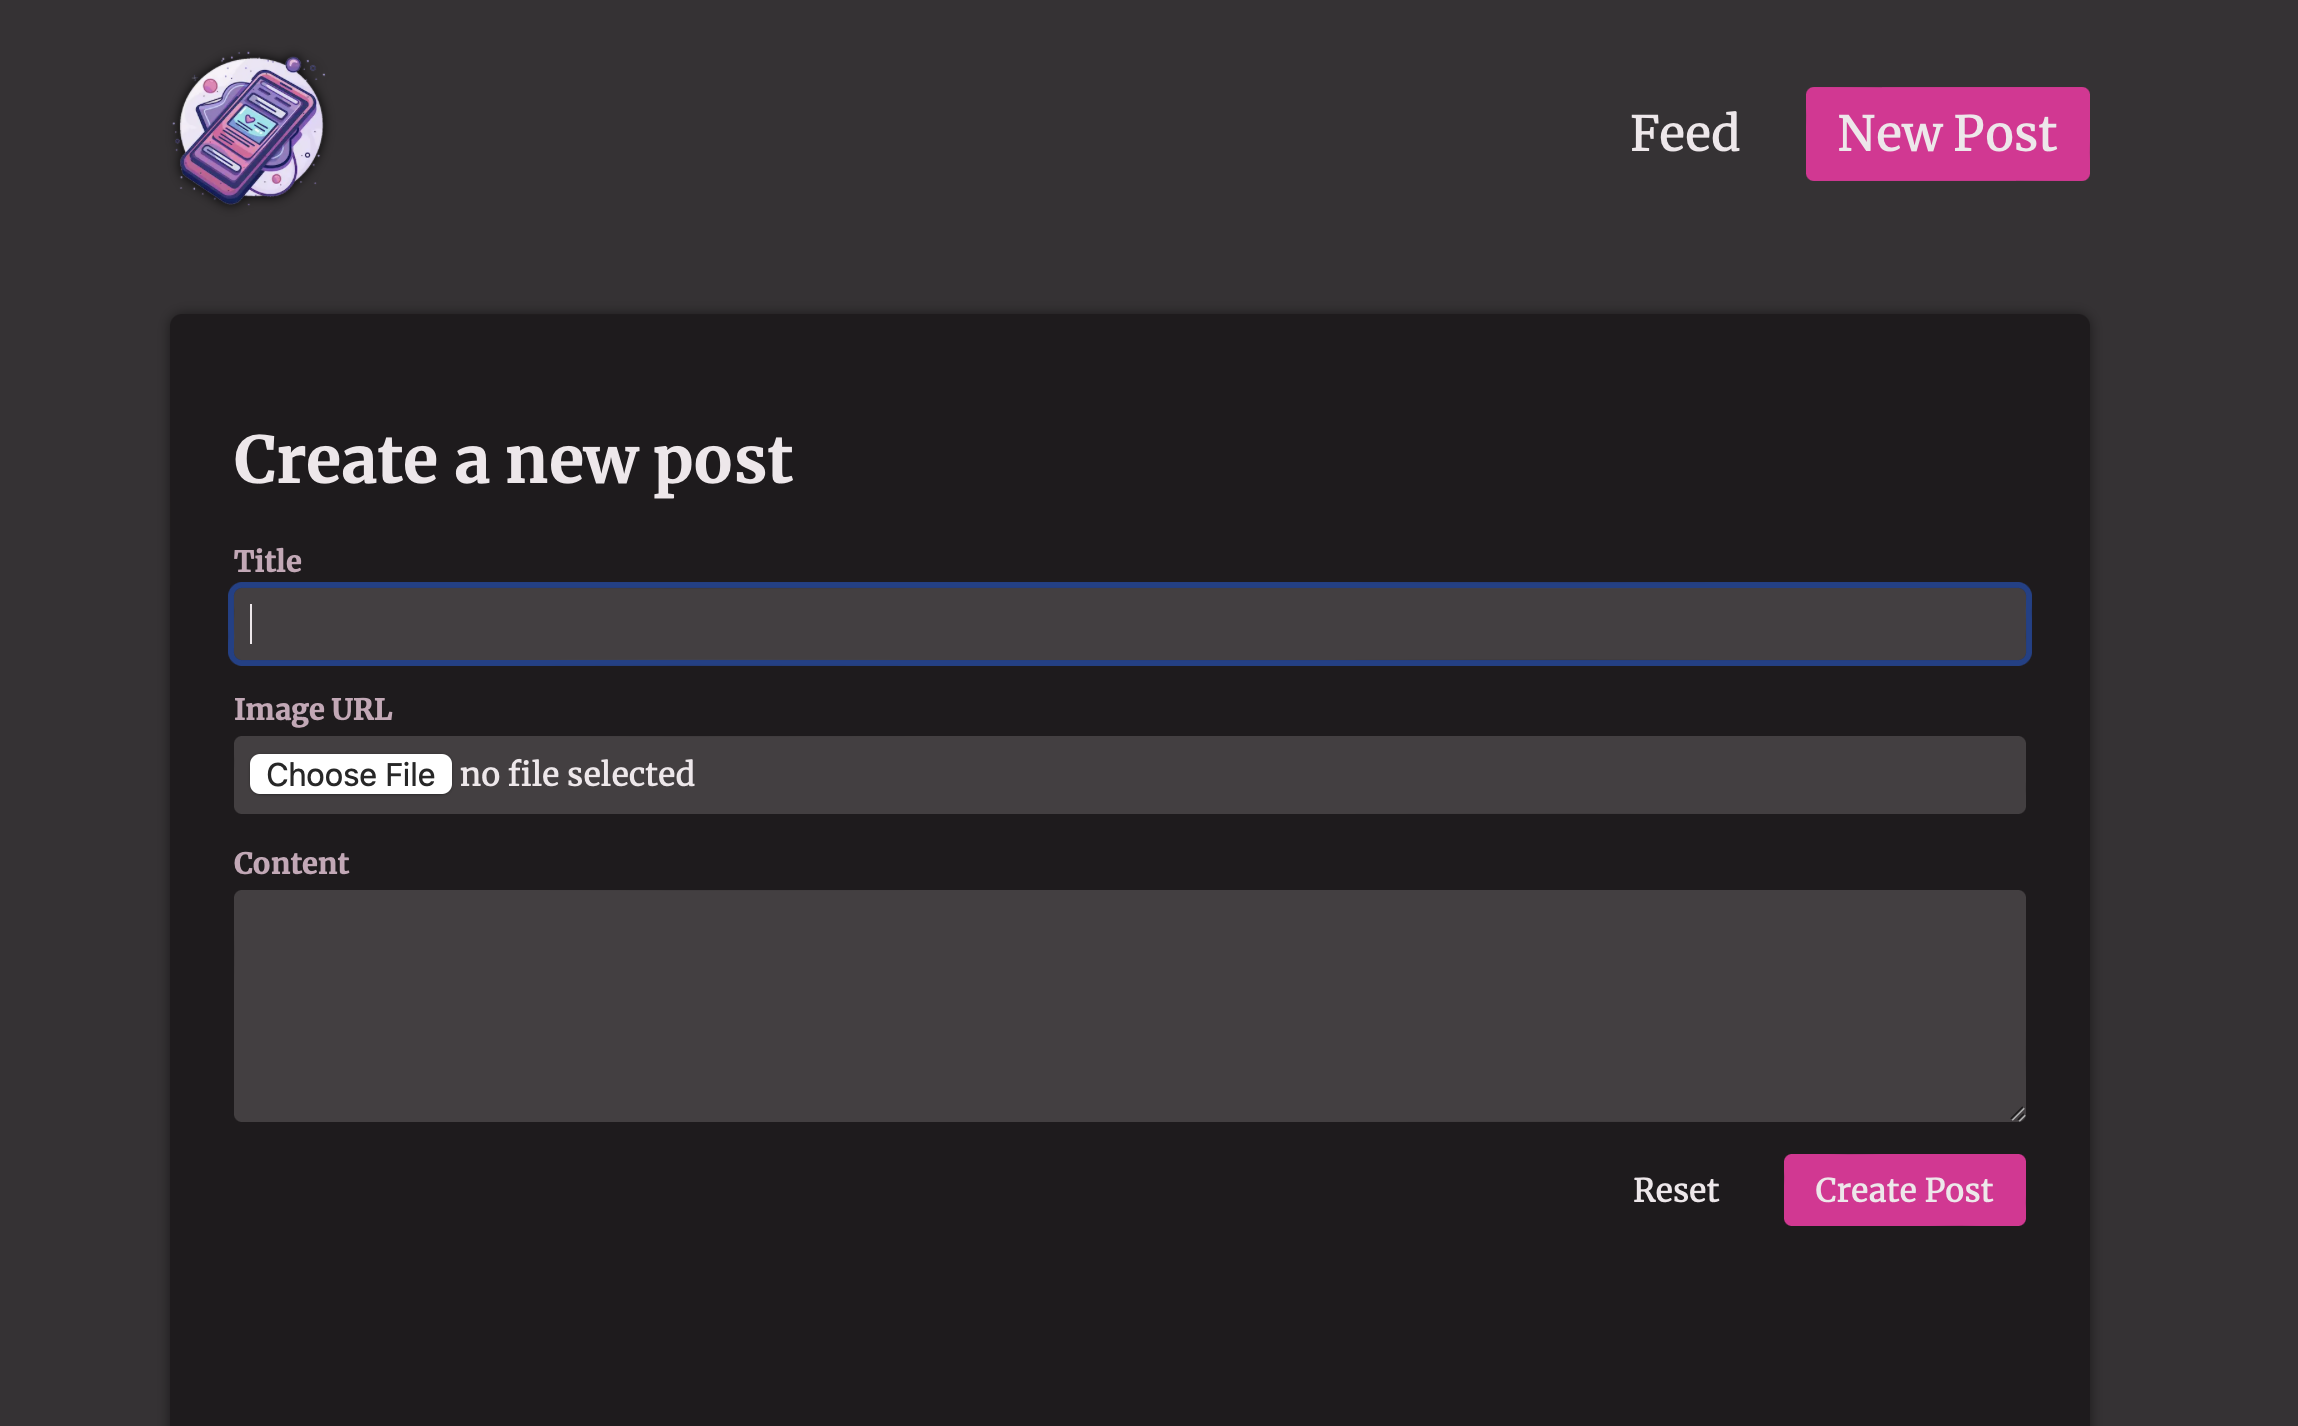 Feed
New Post
Create a new post
Title
Image URL
Choose File no file selected
Content
Reset
Create Post